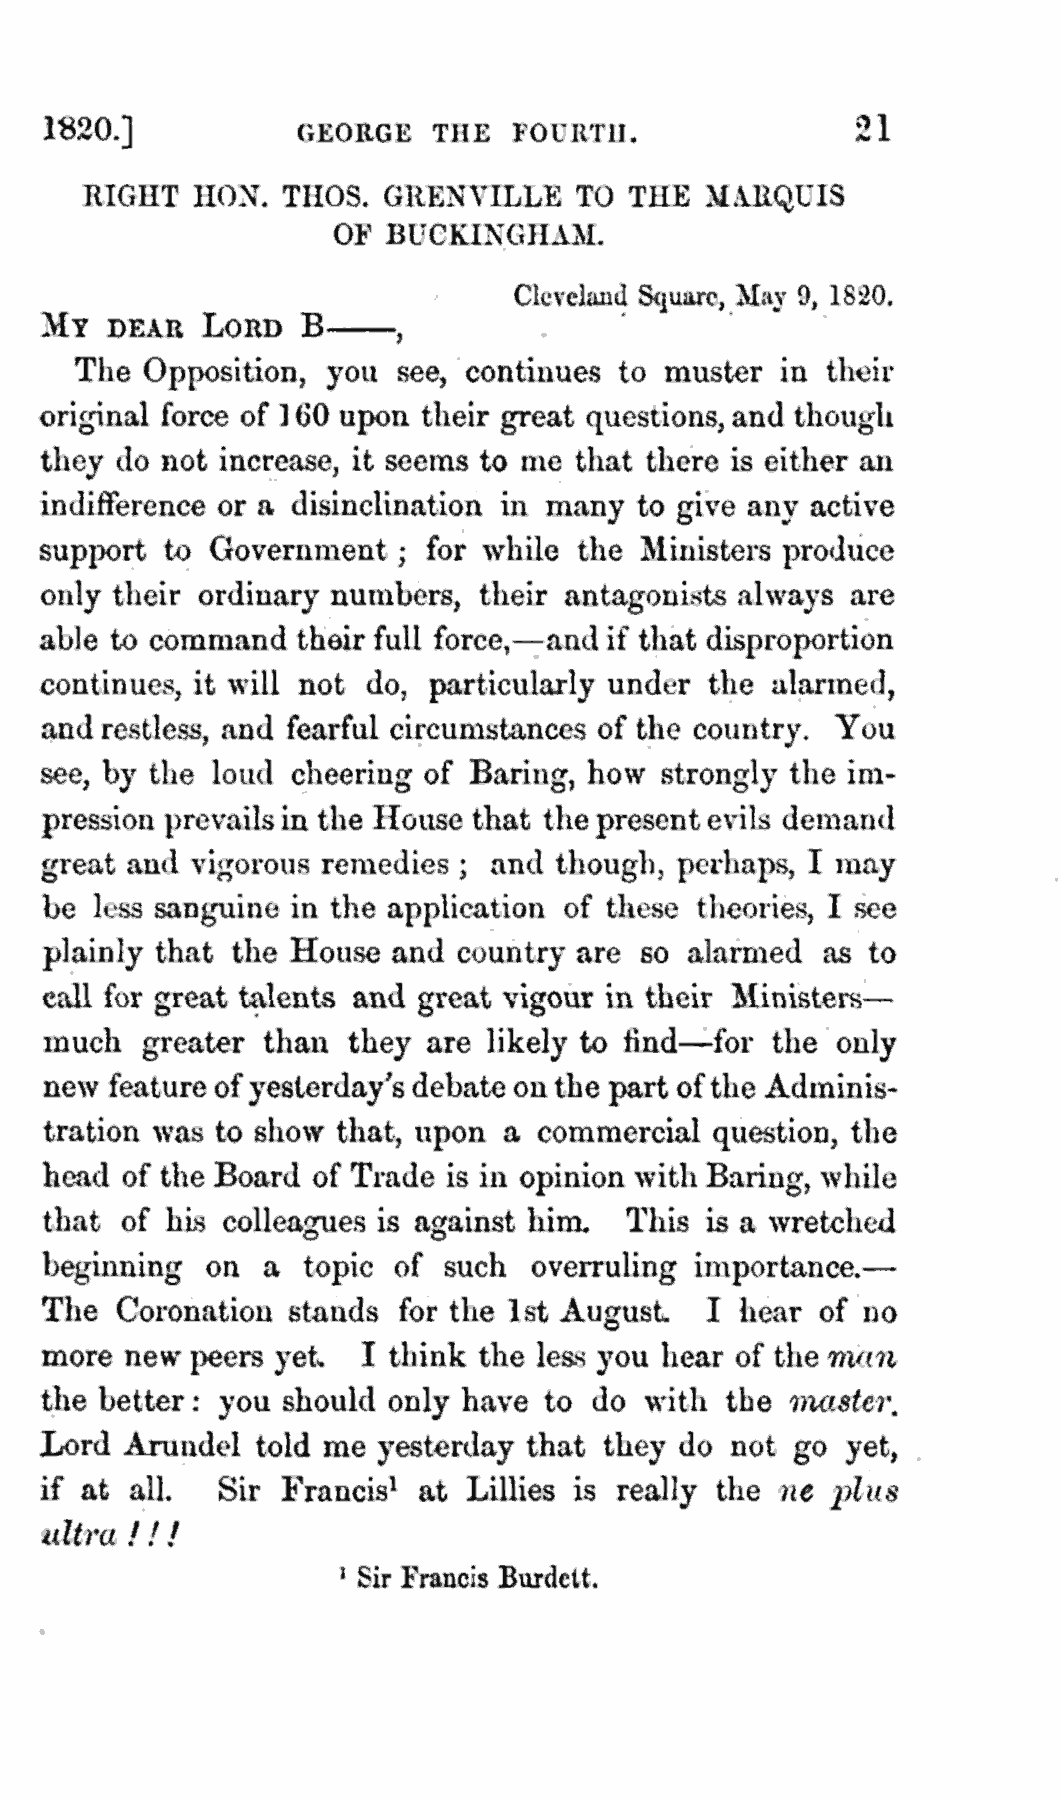 1820.] GEORGE THE FOURTH. 21
RIGHT HON. THOS. GRENVILLE TO THE MARQUIS
OF BUCKINGHAM.
Cleveland Square, May 9, 1820.
MY DEAR LORD B——,
The Opposition, you see, continues to muster in their
original force of 160 upon their great questions, and though
they do not increase, it seems to me that there is either an
indifference or a disinclination in many to give any active
support to Government ; for while the Ministers produce
only their ordinary numbers, their antagonists always are
able to command their full force,—and if that disproportion
continues, it will not do, particularly under the alarmed,
and restless, and fearful circumstances of the country. You
see, by the loud cheering of Baring, how strongly the im-
pression prevails in the House that the present evils demand
great and vigorous remedies ; and though, perhaps, I may
be less sanguine in the application of these theories, I see
plainly that the House and country are so alarmed as to
call for great talents and great vigour in their Ministers—
much greater than they are likely to find—for the only
new feature of yesterday's debate on the part of the Adminis-
tration was to show that, upon a commercial question, the
head of the Board of Trade is in opinion with Baring, while
that of his colleagues is against him. This is a wretched
beginning on a topic of such overruling importance.—
The Coronation stands for the 1st August. I hear of no
more new peers yet. I think the less you hear of the man
the better : you should only have to do with the master.
Lord Arundel told me yesterday that they do not go yet,
if at all. Sir Francis¹ at Lillies is really the ne plus
ultra ! ! !
¹ Sir Francis Burdett.